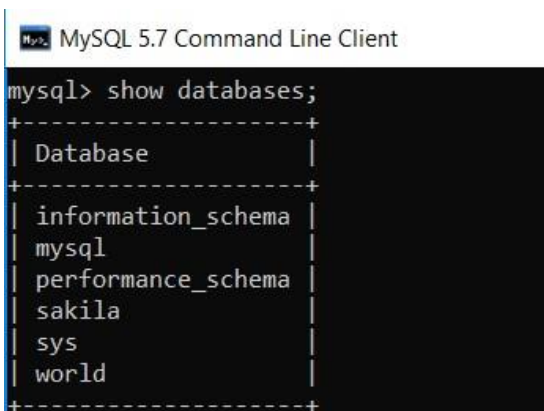 MySQL 5.7 Command Line Client
mysql> show databases;
+--------------------+
| Database           |
+--------------------+
| information_schema |
| mysql              |
| performance_schema |
| sakila             |
| sys                |
| world              |
+--------------------+